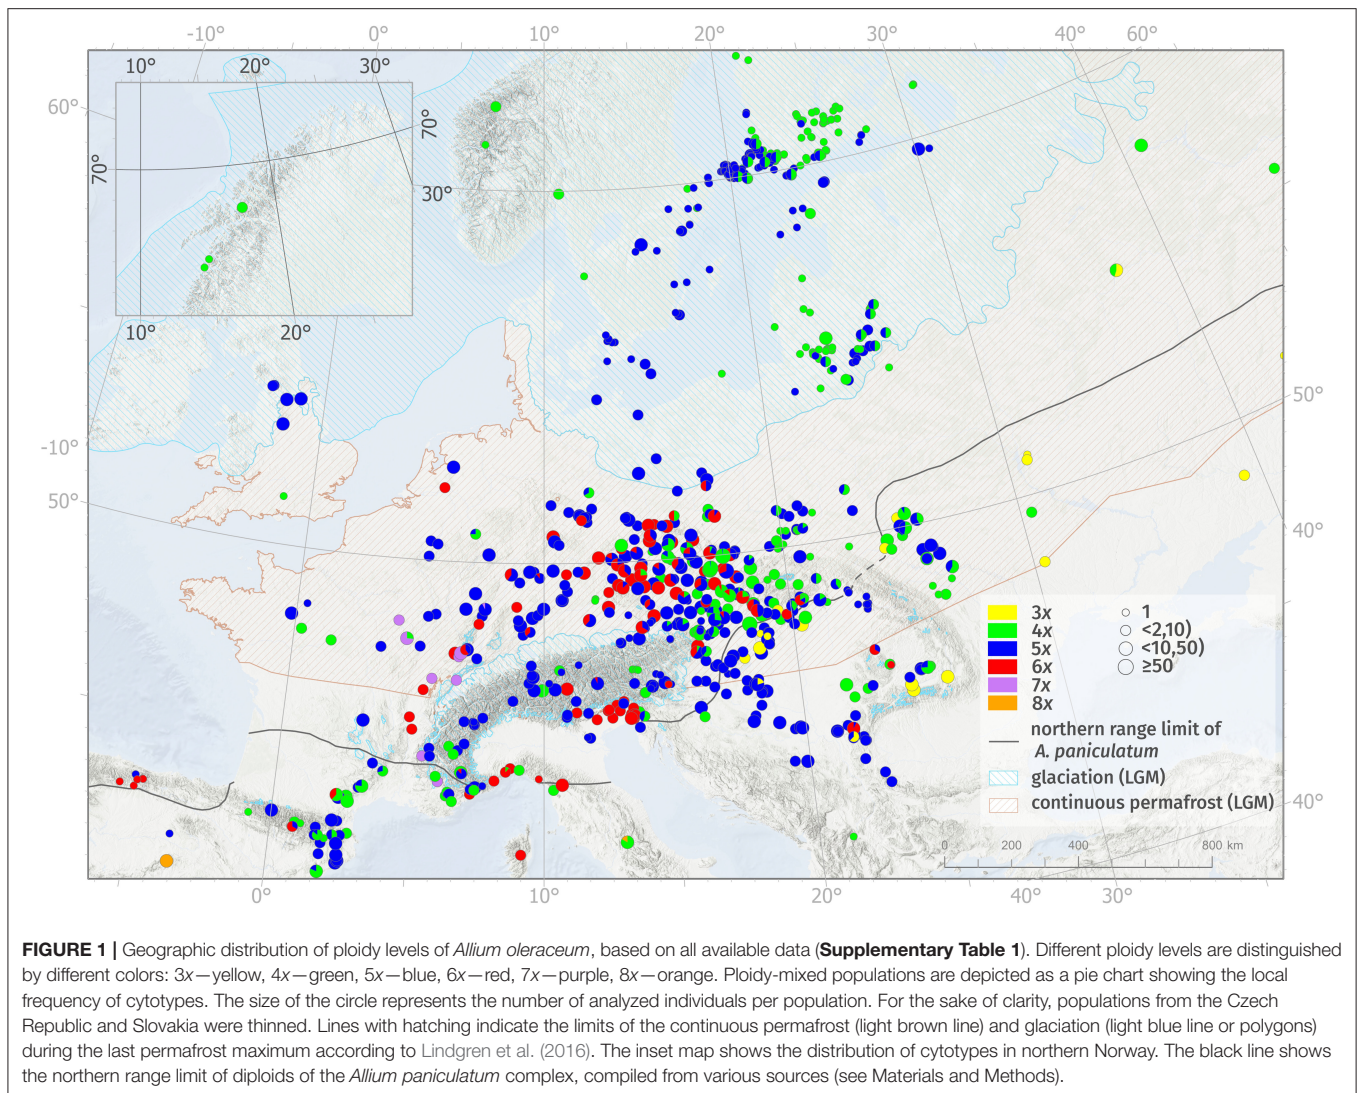 -10° 0° 10° 20° 30° 40° 60°
10° 20° 30°
60°
70°
70°
30°
10° 20°
50°
-10°
50°
40°
3x 1
4x <2,10)
5x <10,50)
6x ≥50
7x
8x
northern range limit of
A. paniculatum
glaciation (LGM)
continuous permafrost (LGM)
40°
0 200 400 800 km
0° 10° 20° 40° 30°
FIGURE 1 | Geographic distribution of ploidy levels of Allium oleraceum, based on all available data (Supplementary Table 1). Different ploidy levels are distinguished
by different colors: 3x—yellow, 4x—green, 5x—blue, 6x—red, 7x—purple, 8x—orange. Ploidy-mixed populations are depicted as a pie chart showing the local
frequency of cytotypes. The size of the circle represents the number of analyzed individuals per population. For the sake of clarity, populations from the Czech
Republic and Slovakia were thinned. Lines with hatching indicate the limits of the continuous permafrost (light brown line) and glaciation (light blue line or polygons)
during the last permafrost maximum according to Lindgren et al. (2016). The inset map shows the distribution of cytotypes in northern Norway. The black line shows
the northern range limit of diploids of the Allium paniculatum complex, compiled from various sources (see Materials and Methods).